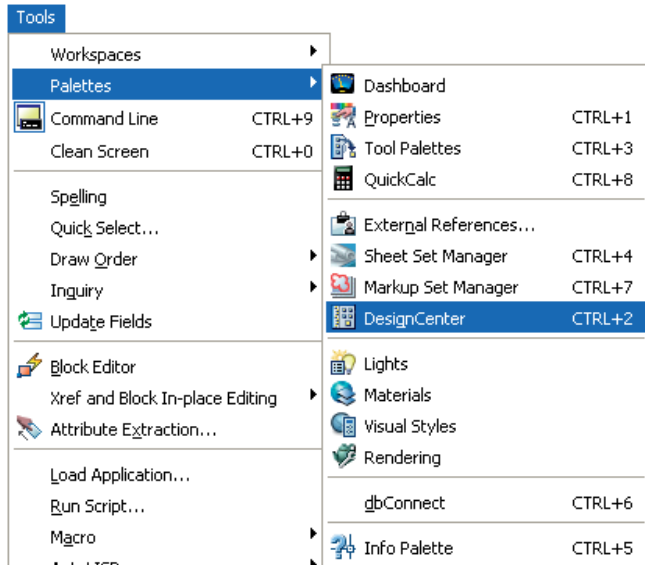 Tools
Workspaces
Palettes
Command Line CTRL+9
Clean Screen CTRL+0
Spelling
Quick Select...
Draw Order
Inquiry
Update Fields
Block Editor
Xref and Block In-place Editing
Attribute Extraction...
Load Application...
Run Script...
Macro
Dashboard
Properties CTRL+1
Tool Palettes CTRL+3
QuickCalc CTRL+8
External References...
Sheet Set Manager CTRL+4
Markup Set Manager CTRL+7
DesignCenter CTRL+2
Lights
Materials
Visual Styles
Rendering
dbConnect CTRL+6
Info Palette CTRL+5